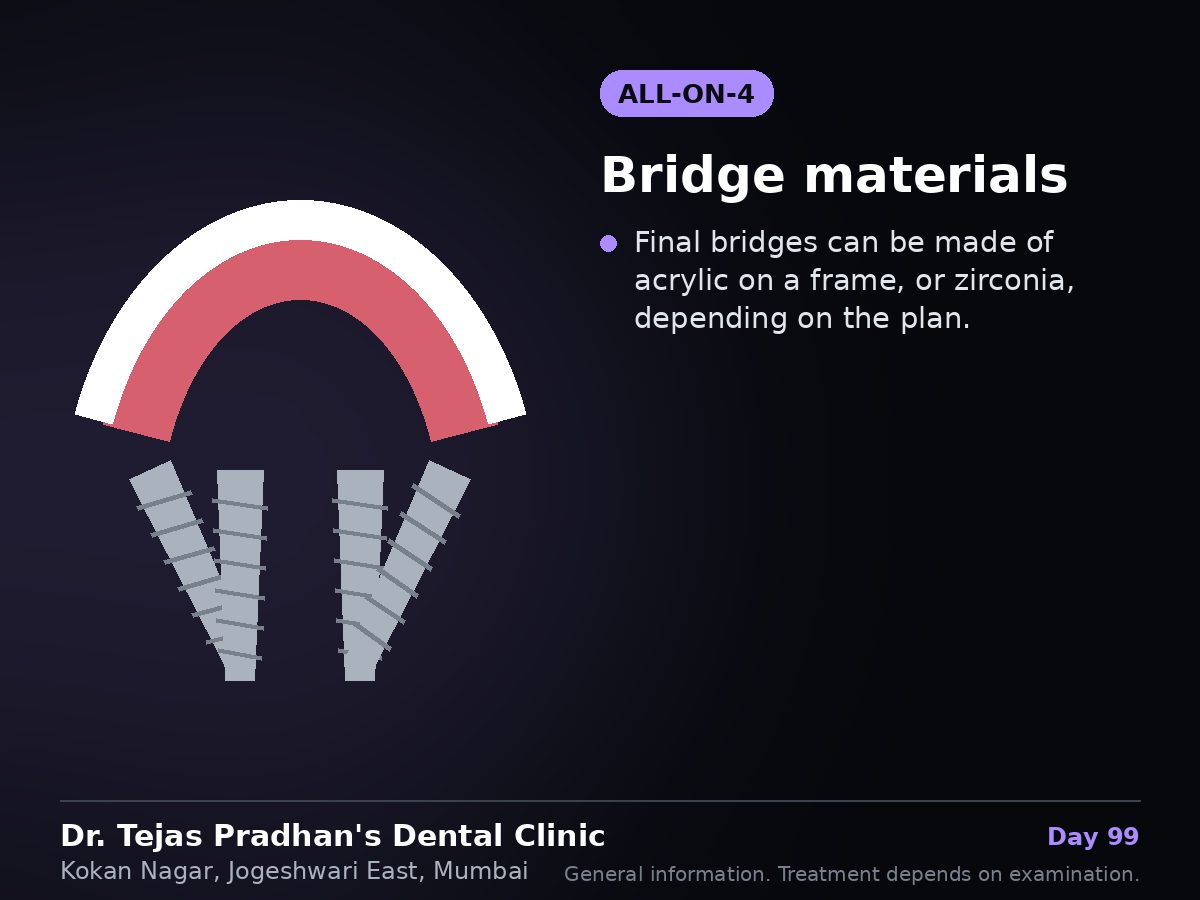 ALL-ON-4
Bridge materials
Final bridges can be made of
acrylic on a frame, or zirconia,
depending on the plan.
Dr. Tejas Pradhan's Dental Clinic
Day 99
Kokan Nagar, Jogeshwari East, Mumbai
General information. Treatment depends on examination.